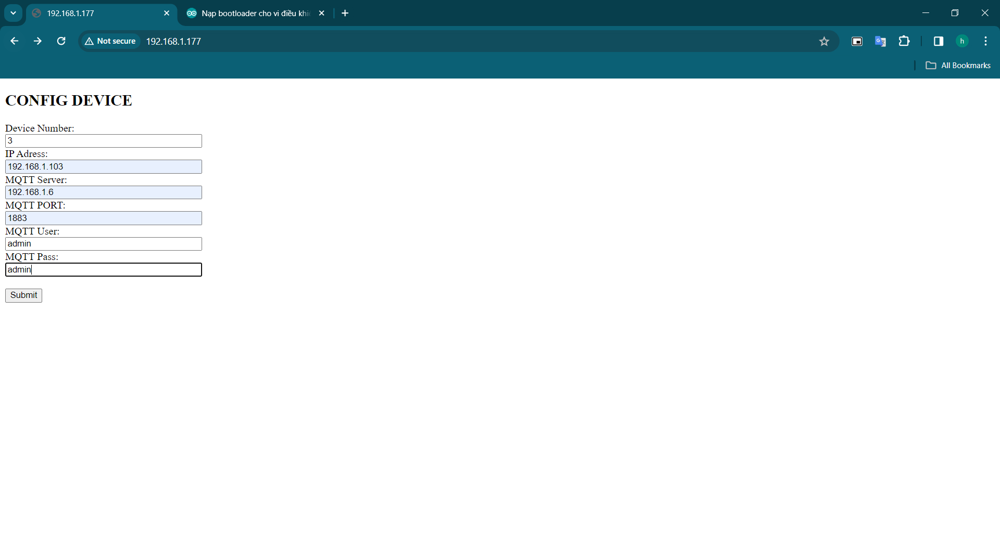 192.168.1.177
Nạp bootloader cho vi điều khi
Not secure
192.168.1.177
h
All Bookmarks
CONFIG DEVICE
Device Number:
3
IP Adress:
192.168.1.103
MQTT Server:
192.168.1.6
MQTT PORT:
1883
MQTT User:
admin
MQTT Pass:
admin
Submit